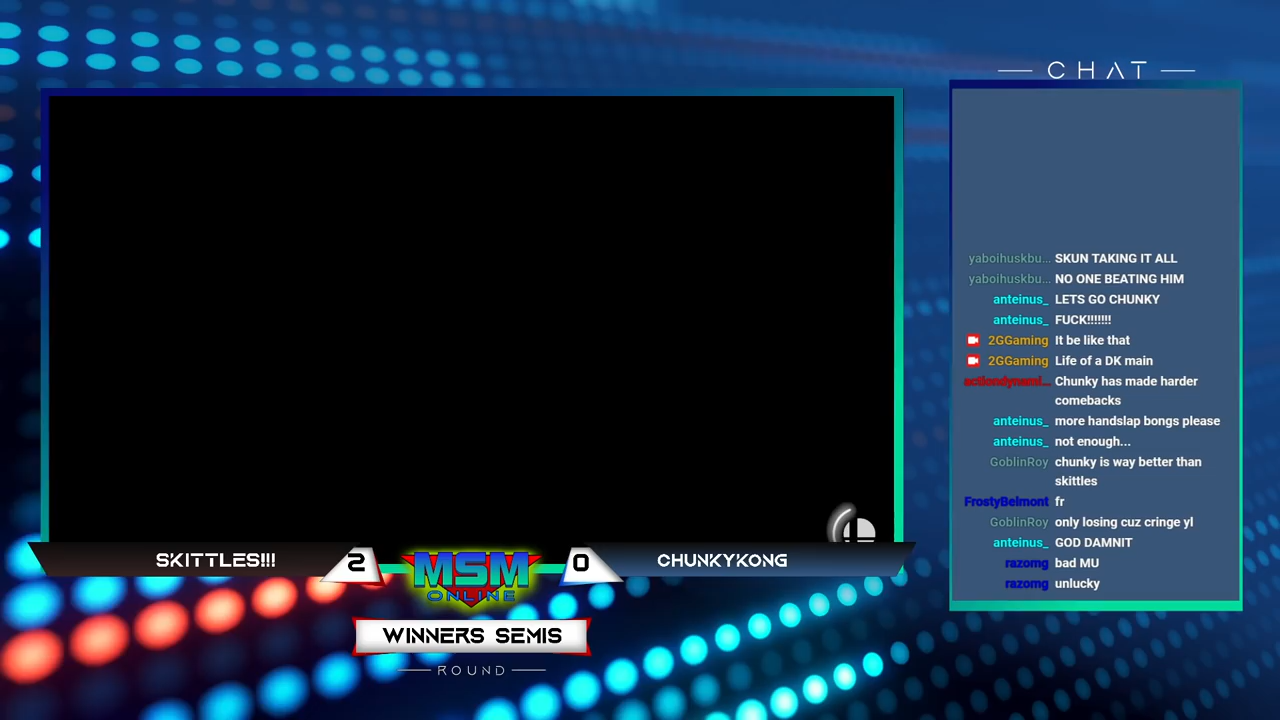 CHAT
yaboihuskbu... SKUN TAKING IT ALL
yaboihuskbu... NO ONE BEATING HIM
anteinus_ LETS GO CHUNKY
anteinus_ FUCK!!!!!!!
2GGaming It be like that
2GGaming Life of a DK main
actiondynami... Chunky has made harder
comebacks
anteinus_ more handslap bongs please
anteinus_ not enough...
GoblinRoy chunky is way better than
skittles
FrostyBelmont fr
GoblinRoy only losing cuz cringe yl
anteinus_ GOD DAMNIT
razomg bad MU
razomg unlucky
SKITTLES!!! 2 MSM 0 CHUNKYKONG
ONLINE
WINNERS SEMIS
ROUND